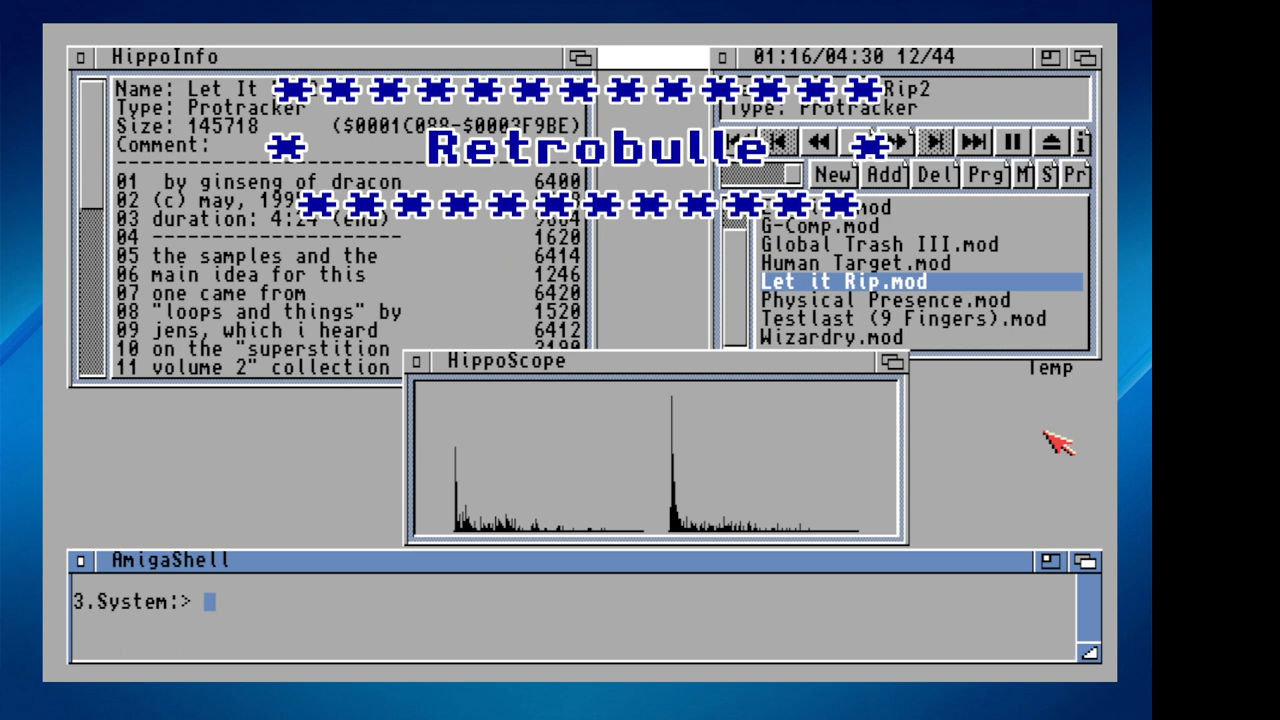 HippoInfo
Name: Let It
Type: Protracker
Size: 145718 ($0001C088-$0003F9BE)
Comment:
------------------------------------
01 by ginseng of dracon 6400
02 (c) may, 199
03 duration: 4:24 (end)
04 --------------------- 1620
05 the samples and the 6414
06 main idea for this 1246
07 one came from 6420
08 "loops and things" by 1520
09 jens, which i heard 6412
10 on the "superstition
11 volume 2" collection
* * * * * * * * * * * * *
* Retrobulle *
* * * * * * * * * * * *
01:16/04:30 12/44
Rip2
Type: Protracker
i
New Add Del Prg M S Pr
mod
G-Comp.mod
Global Trash III.mod
Human Target.mod
Let it Rip.mod
Physical Presence.mod
Testlast (9 Fingers).mod
Wizardry.mod
Temp
HippoScope
AmigaShell
3.System:>